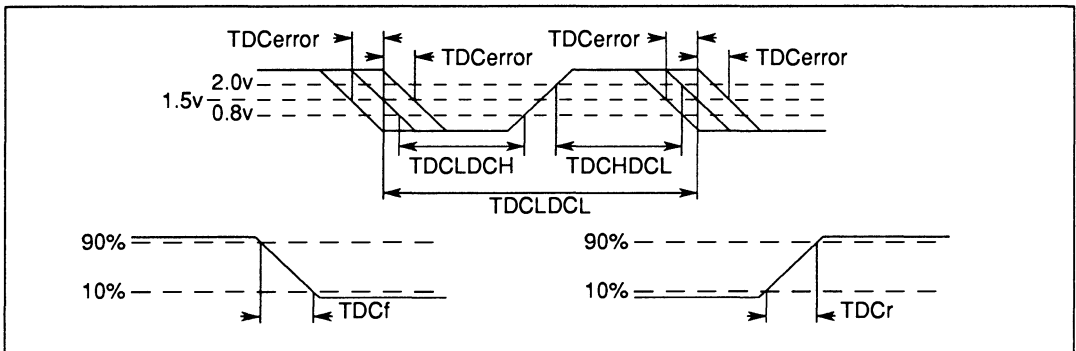 TDCerror TDCerror
TDCerror TDCerror
2.0v
1.5v
0.8v
TDCLDCH TDCHDCL
TDCLDCL
90% 90%
10% 10%
TDCf TDCr